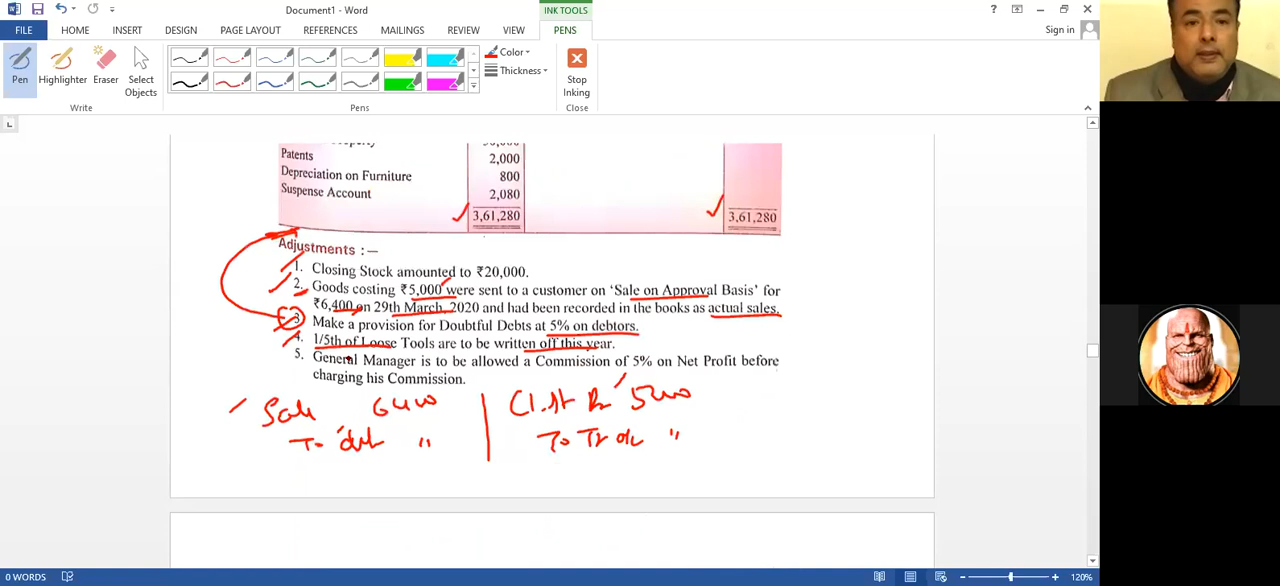 Document1 - Word
INK TOOLS
Sign in
FILE HOME INSERT DESIGN PAGE LAYOUT REFERENCES MAILINGS REVIEW VIEW PENS
Pen Highlighter Eraser Select Objects
Color
Thickness
Stop Inking
Write Pens Close
Patents 2,000
Depreciation on Furniture 800
Suspense Account 2,080
3,61,280 3,61,280
Adjustments :—
1. Closing Stock amounted to ₹20,000.
2. Goods costing ₹5,000 were sent to a customer on ‘Sale on Approval Basis’ for
₹6,400 on 29th March, 2020 and had been recorded in the books as actual sales.
3. Make a provision for Doubtful Debts at 5% on debtors.
4. 1/5th of Loose Tools are to be written off this year.
5. General Manager is to be allowed a Commission of 5% on Net Profit before
charging his Commission.
Sale 6400
To "
5000
To Tr "
0 WORDS
120%